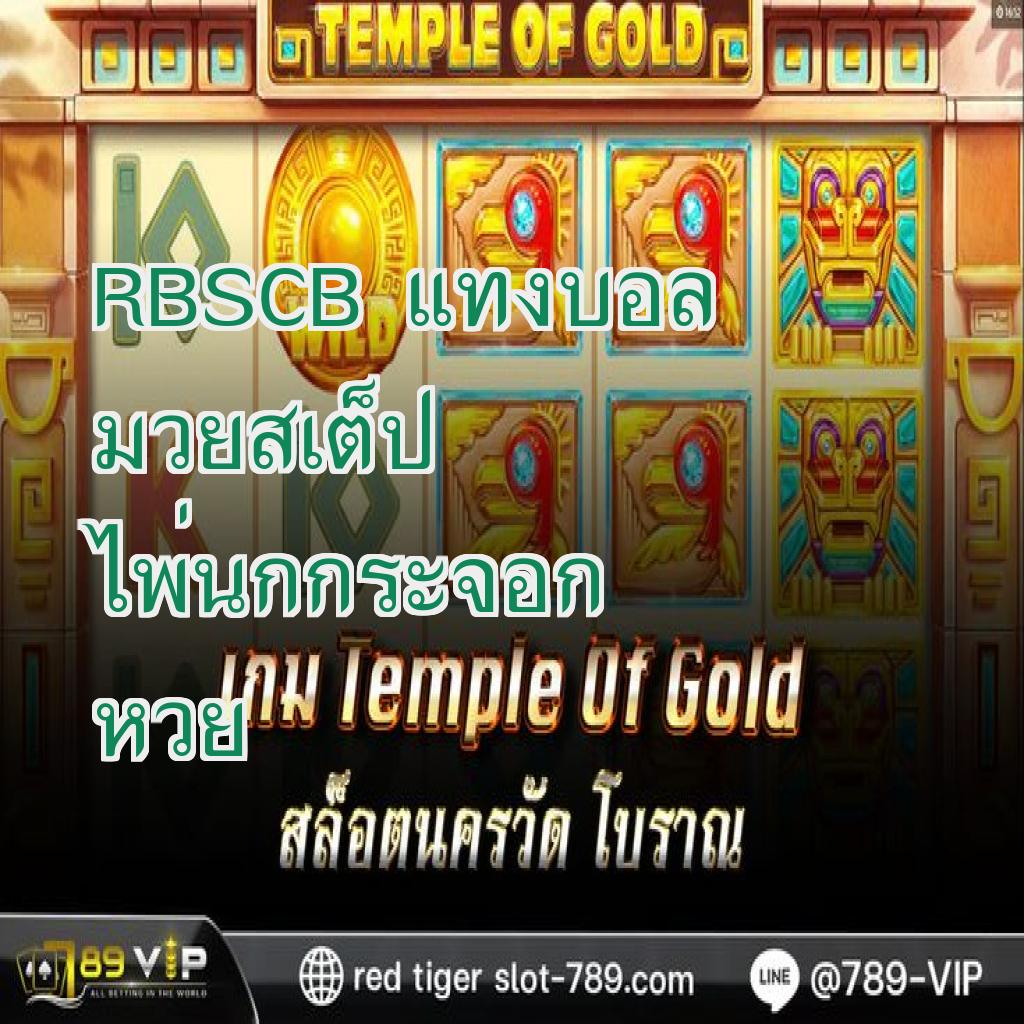 TEMPLE OF GOLD
WILD
RBSCB แทงบอล
มวยสเต็ป
ไพ่นกกระจอก
หวย
เกม Temple Of Gold
สล็อตนครวัด โบราณ
789 VIP
ALL BETTING IN THE WORLD
red tiger slot-789.com
LINE @789-VIP